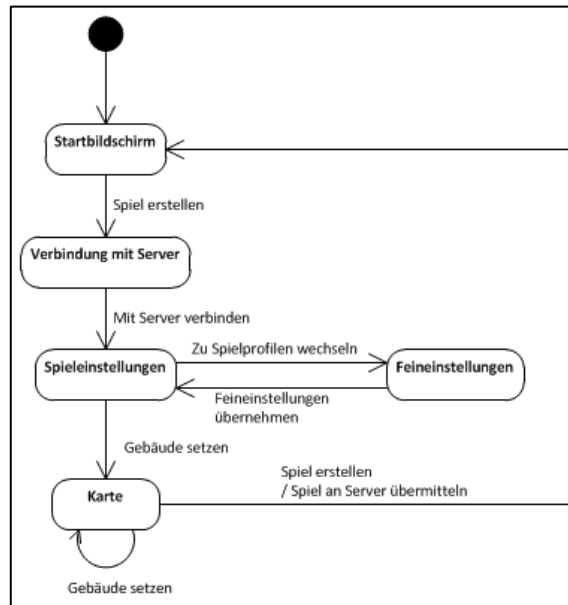 Startbildschirm
Spiel erstellen
Verbindung mit Server
Mit Server verbinden
Zu Spielprofilen wechseln
Spieleinstellungen
Feineinstellungen
Feineinstellungen
übernehmen
Gebäude setzen
Spiel erstellen
/ Spiel an Server übermitteln
Karte
Gebäude setzen